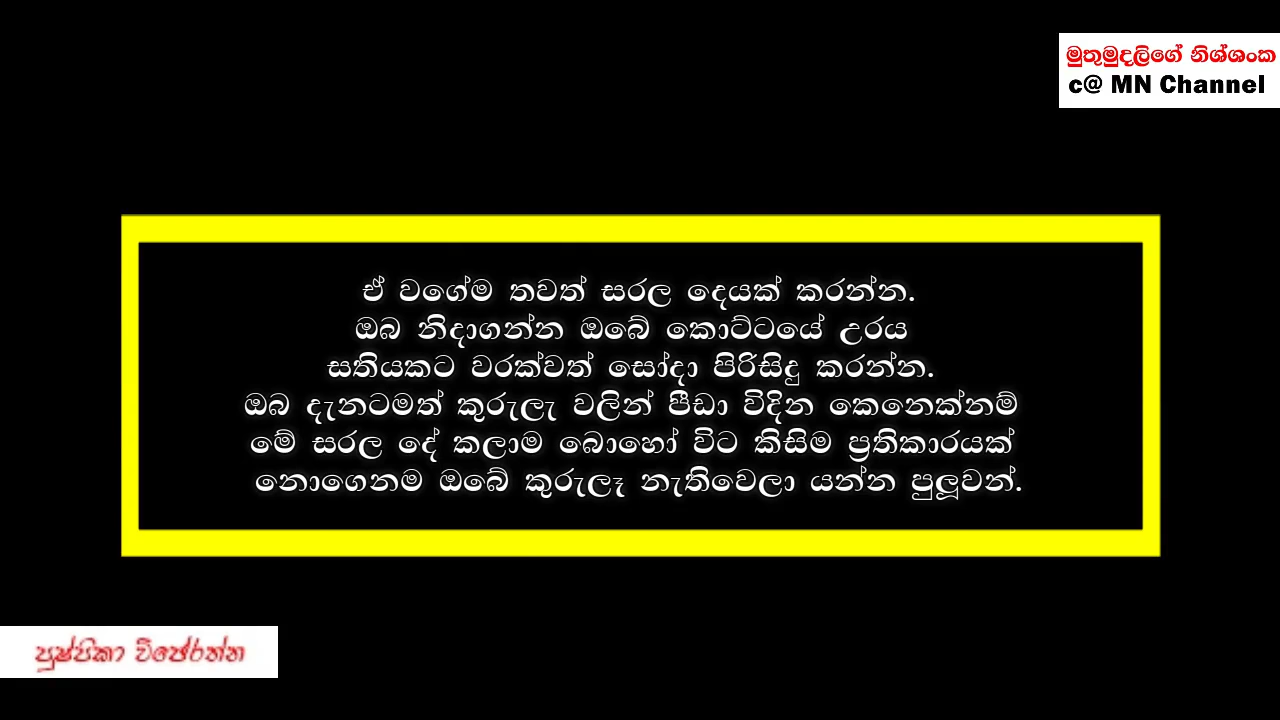 මුතුමුදලිගේ නිශ්ශංක
c@ MN Channel
ඒ වගේම තවත් සරල දෙයක් කරන්න.
ඔබ නිදාගන්න ඔබේ කොට්ටයේ උරය
සතියකට වරක්වත් සෝදා පිරිසිදු කරන්න.
ඔබ දැනටමත් කුරුලෑ වලින් පීඩා විදින කෙනෙක්නම්
මේ සරල දේ කලාම බොහෝ විට කිසිම ප්‍රතිකාරයක්
නොගෙනම ඔබේ කුරුලෑ නැතිවෙලා යන්න පුලුවන්.
පුෂ්පිකා විජේරත්න